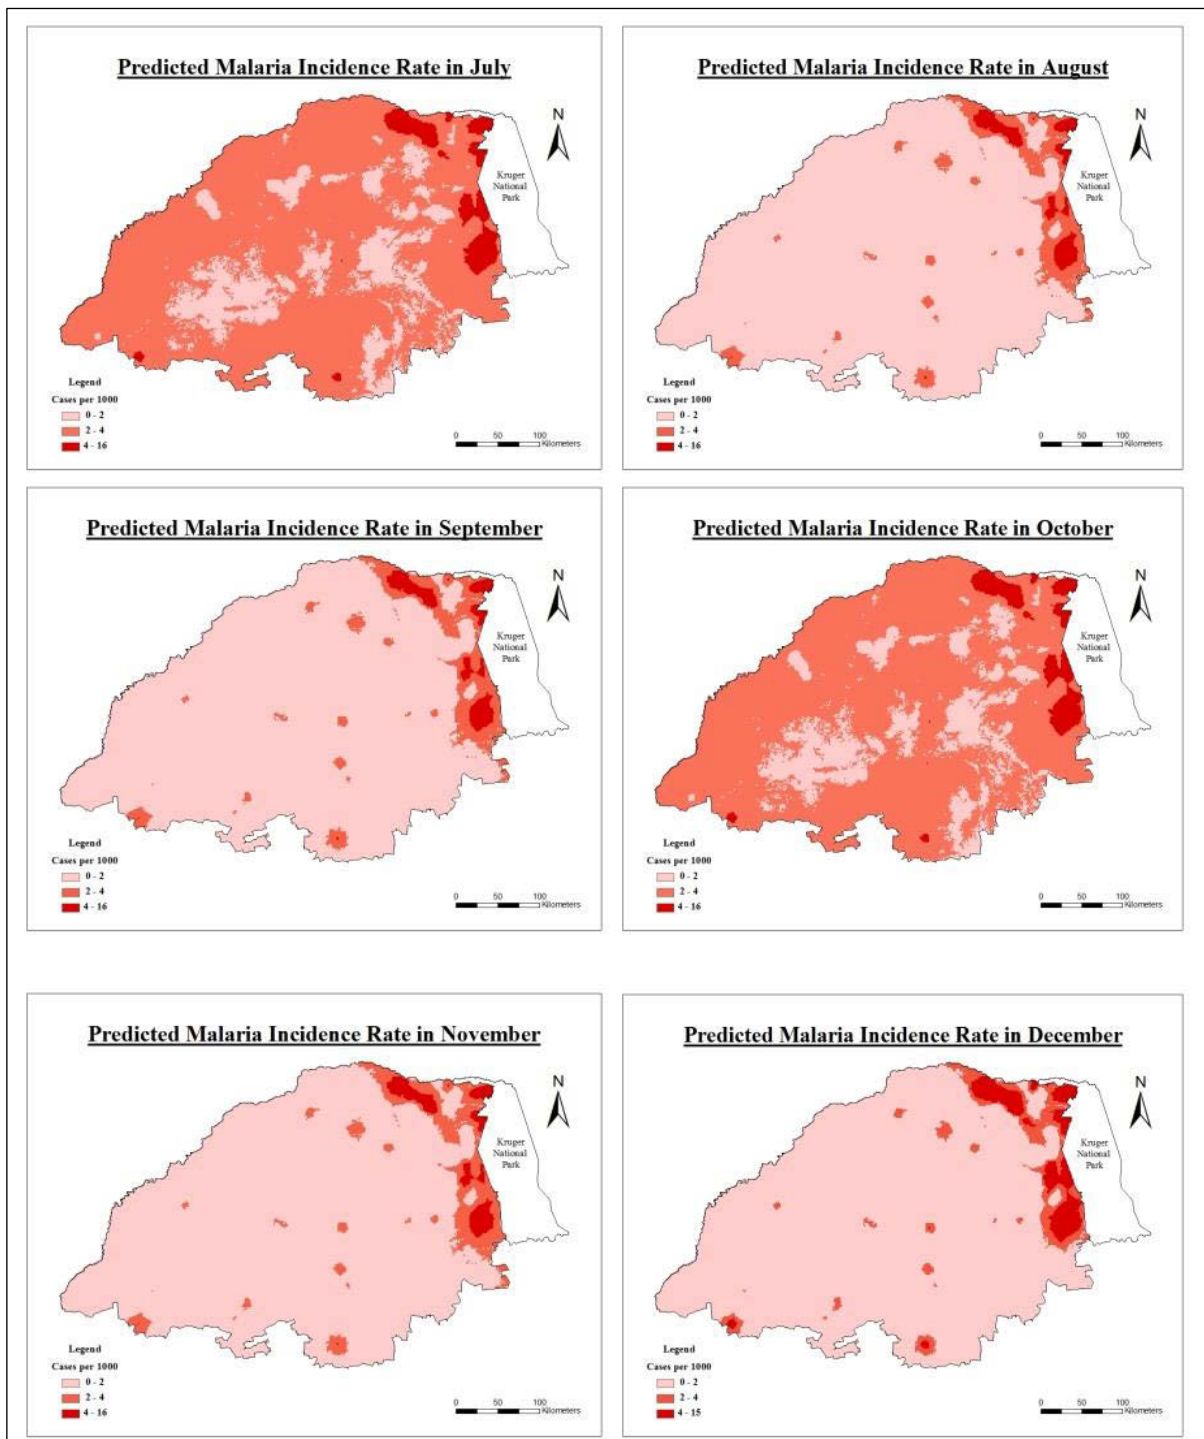 Predicted Malaria Incidence Rate in July
N
Kruger
National
Park
Legend
Cases per 1000
0 - 2
2 - 4
4 - 16
0 50 100
Kilometers
Predicted Malaria Incidence Rate in August
N
Kruger
National
Park
Legend
Cases per 1000
0 - 2
2 - 4
4 - 16
0 50 100
Kilometers
Predicted Malaria Incidence Rate in September
N
Kruger
National
Park
Legend
Cases per 1000
0 - 2
2 - 4
4 - 16
0 50 100
Kilometers
Predicted Malaria Incidence Rate in October
N
Kruger
National
Park
Legend
Cases per 1000
0 - 2
2 - 4
4 - 16
0 50 100
Kilometers
Predicted Malaria Incidence Rate in November
N
Kruger
National
Park
Legend
Cases per 1000
0 - 2
2 - 4
4 - 16
0 50 100
Kilometers
Predicted Malaria Incidence Rate in December
N
Kruger
National
Park
Legend
Cases per 1000
0 - 2
2 - 4
4 - 15
0 50 100
Kilometers